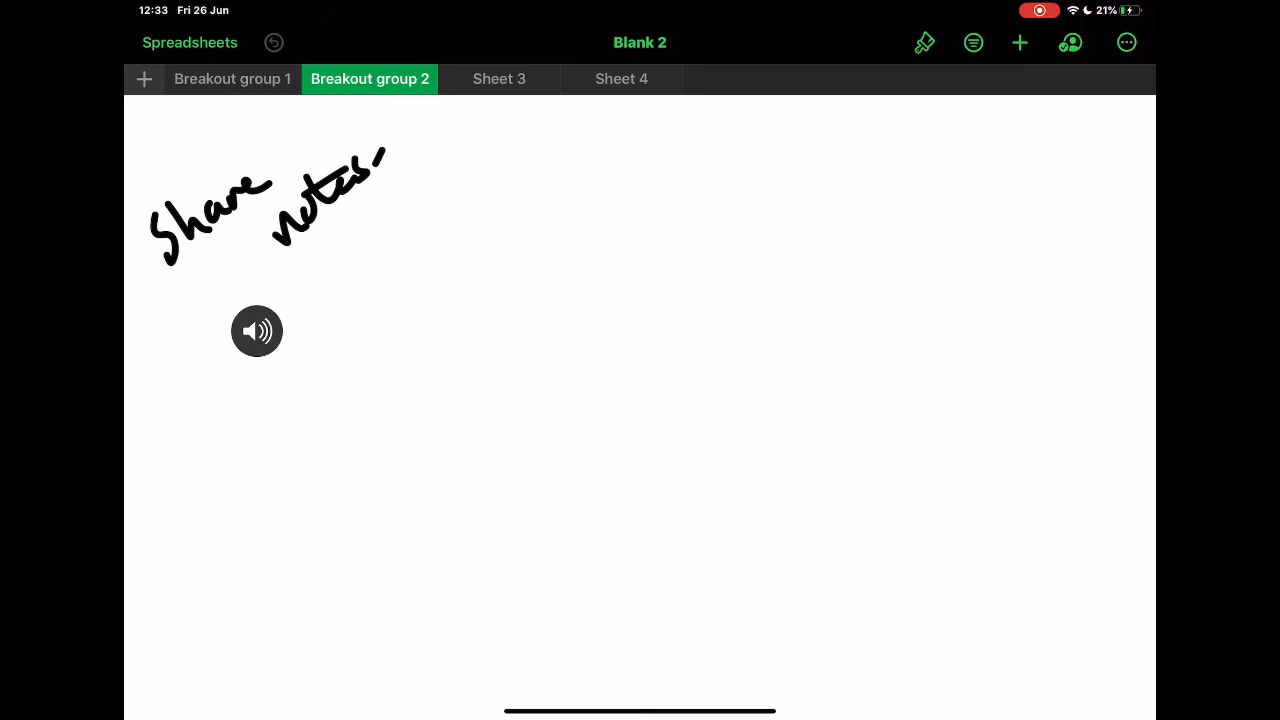 12:33 Fri 26 Jun 21%
Spreadsheets Blank 2
Breakout group 1 Breakout group 2 Sheet 3 Sheet 4
Share
notes.